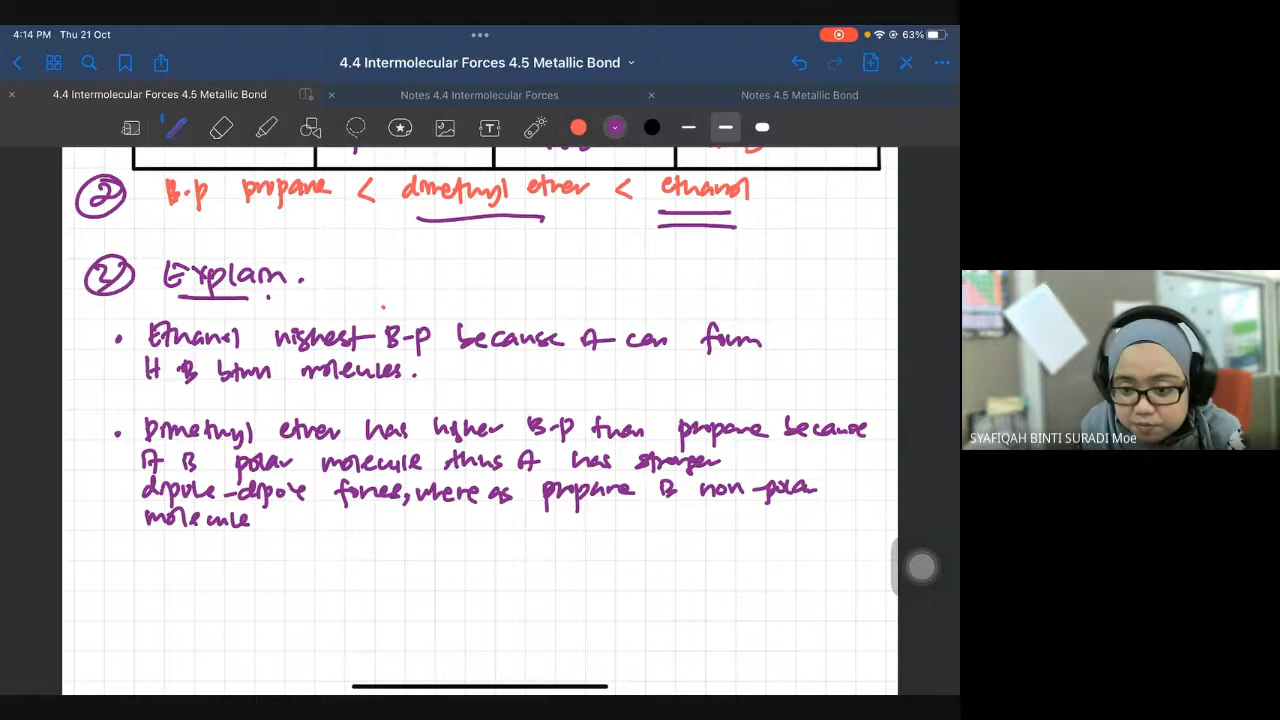 4:14 PM Thu 21 Oct
63%
4.4 Intermolecular Forces 4.5 Metallic Bond
4.4 Intermolecular Forces 4.5 Metallic Bond
Notes 4.4 Intermolecular Forces
Notes 4.5 Metallic Bond
2 B.p propane < dimethyl ether < ethanol
2 Explain.
• Ethanol highest B-p because it can form
H B btwn molecules.
• Dimethyl ether has higher B-p than propane because
it is polar molecule thus it has stronger
dipole-dipole forces, where as propane is non-polar
molecule
SYAFIQAH BINTI SURADI Moe